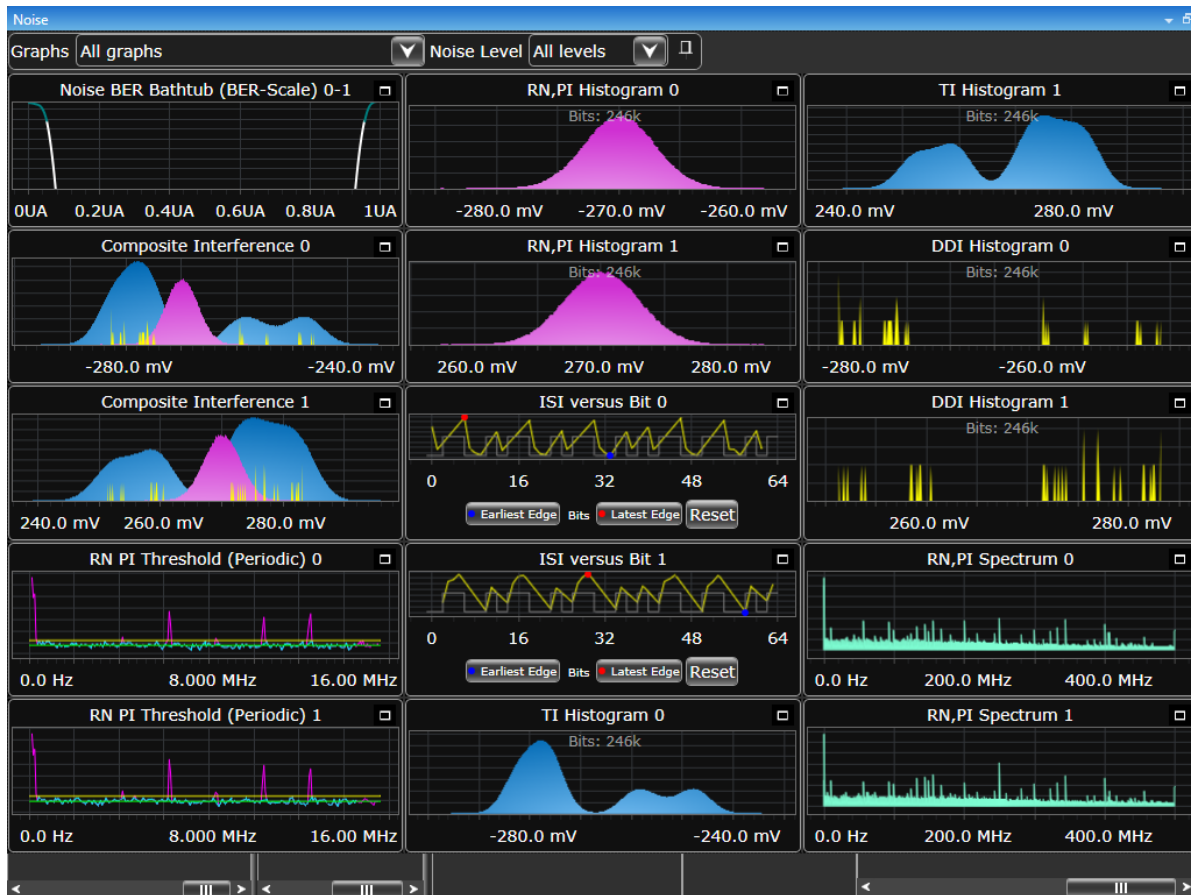 Noise
Graphs All graphs Noise Level All levels
Noise BER Bathtub (BER-Scale) 0-1
0UA 0.2UA 0.4UA 0.6UA 0.8UA 1UA
RN,PI Histogram 0
Bits: 246k
-280.0 mV -270.0 mV -260.0 mV
TI Histogram 1
Bits: 246k
240.0 mV 280.0 mV
Composite Interference 0
-280.0 mV -240.0 mV
RN,PI Histogram 1
Bits: 246k
260.0 mV 270.0 mV 280.0 mV
DDI Histogram 0
Bits: 246k
-280.0 mV -260.0 mV
Composite Interference 1
240.0 mV 260.0 mV 280.0 mV
ISI versus Bit 0
0 16 32 48 64
Earliest Edge Bits Latest Edge Reset
DDI Histogram 1
Bits: 246k
260.0 mV 280.0 mV
RN PI Threshold (Periodic) 0
0.0 Hz 8.000 MHz 16.00 MHz
ISI versus Bit 1
0 16 32 48 64
Earliest Edge Bits Latest Edge Reset
RN,PI Spectrum 0
0.0 Hz 200.0 MHz 400.0 MHz
RN PI Threshold (Periodic) 1
0.0 Hz 8.000 MHz 16.00 MHz
TI Histogram 0
Bits: 246k
-280.0 mV -240.0 mV
RN,PI Spectrum 1
0.0 Hz 200.0 MHz 400.0 MHz